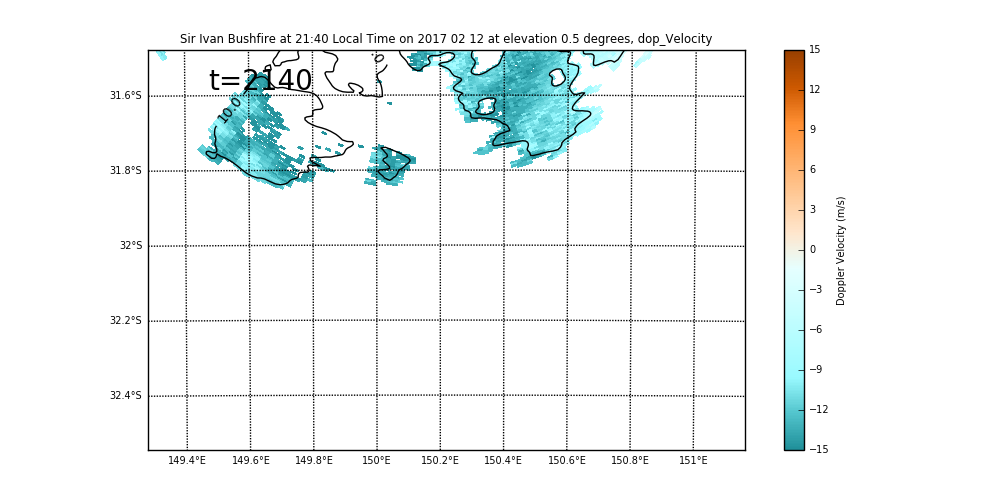 Sir Ivan Bushfire at 21:40 Local Time on 2017 02 12 at elevation 0.5 degrees, dop_Velocity
t=2140
10.0
31.6°S
31.8°S
32°S
32.2°S
32.4°S
149.4°E 149.6°E 149.8°E 150°E 150.2°E 150.4°E 150.6°E 150.8°E 151°E
15
12
9
6
3
0
−3
−6
−9
−12
−15
Doppler Velocity (m/s)